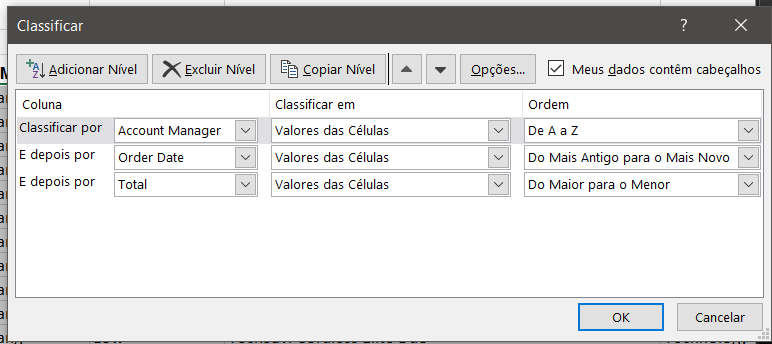 Classificar ?
Adicionar Nível Excluir Nível Copiar Nível Opções... Meus dados contêm cabeçalhos
Coluna Classificar em Ordem
Classificar por Account Manager Valores das Células De A a Z
E depois por Order Date Valores das Células Do Mais Antigo para o Mais Novo
E depois por Total Valores das Células Do Maior para o Menor
OK Cancelar